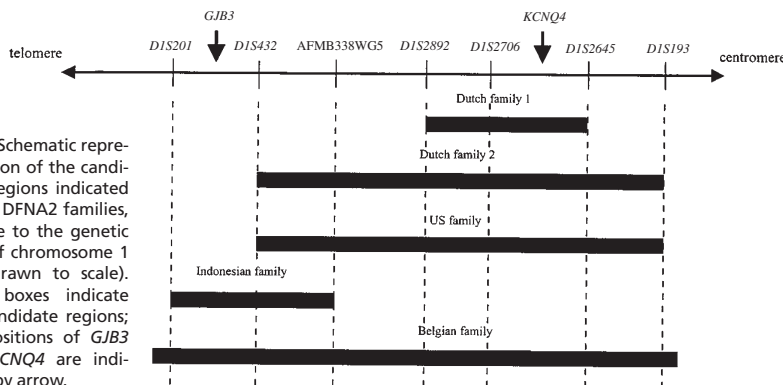 GJB3
KCNQ4
telomere
D1S201 D1S432 AFMB338WG5 D1S2892 D1S2706 D1S2645 D1S193
centromere
Dutch family 1
Dutch family 2
US family
Indonesian family
Belgian family
Schematic repre-
on of the candi-
egions indicated
DFNA2 families,
e to the genetic
f chromosome 1
rawn to scale).
boxes indicate
ndidate regions;
ositions of GJB3
CNQ4 are indi-
by arrow.